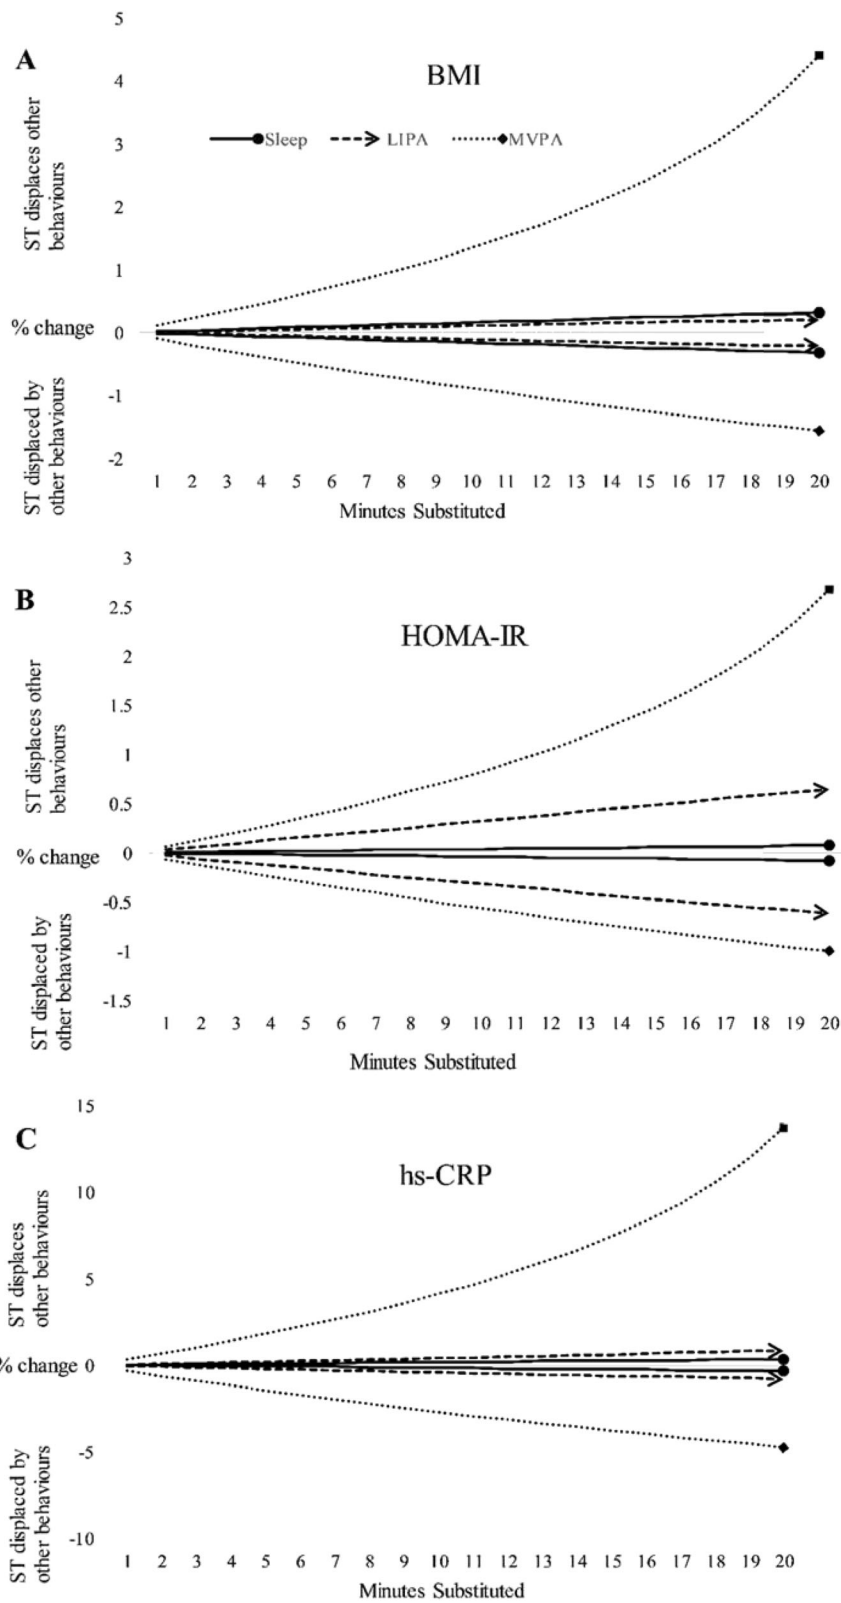 5
A
BMI
4
ST displaces other
behaviours
Sleep
LIPA
MVPA
3
2
1
% change
0
ST displaced by
other behaviours
-1
-2
1 2 3 4 5 6 7 8 9 10 11 12 13 14 15 16 17 18 19 20
Minutes Substituted
3
B
2.5
HOMA-IR
2
ST displaces other
behaviours
1.5
1
0.5
% change
0
-0.5
ST displaced by
other behaviours
-1
-1.5
1 2 3 4 5 6 7 8 9 10 11 12 13 14 15 16 17 18 19 20
Minutes Substituted
15
C
hs-CRP
10
ST displaces
other behaviours
5
% change 0
-5
ST displaced by
other behaviours
-10
1 2 3 4 5 6 7 8 9 10 11 12 13 14 15 16 17 18 19 20
Minutes Substituted